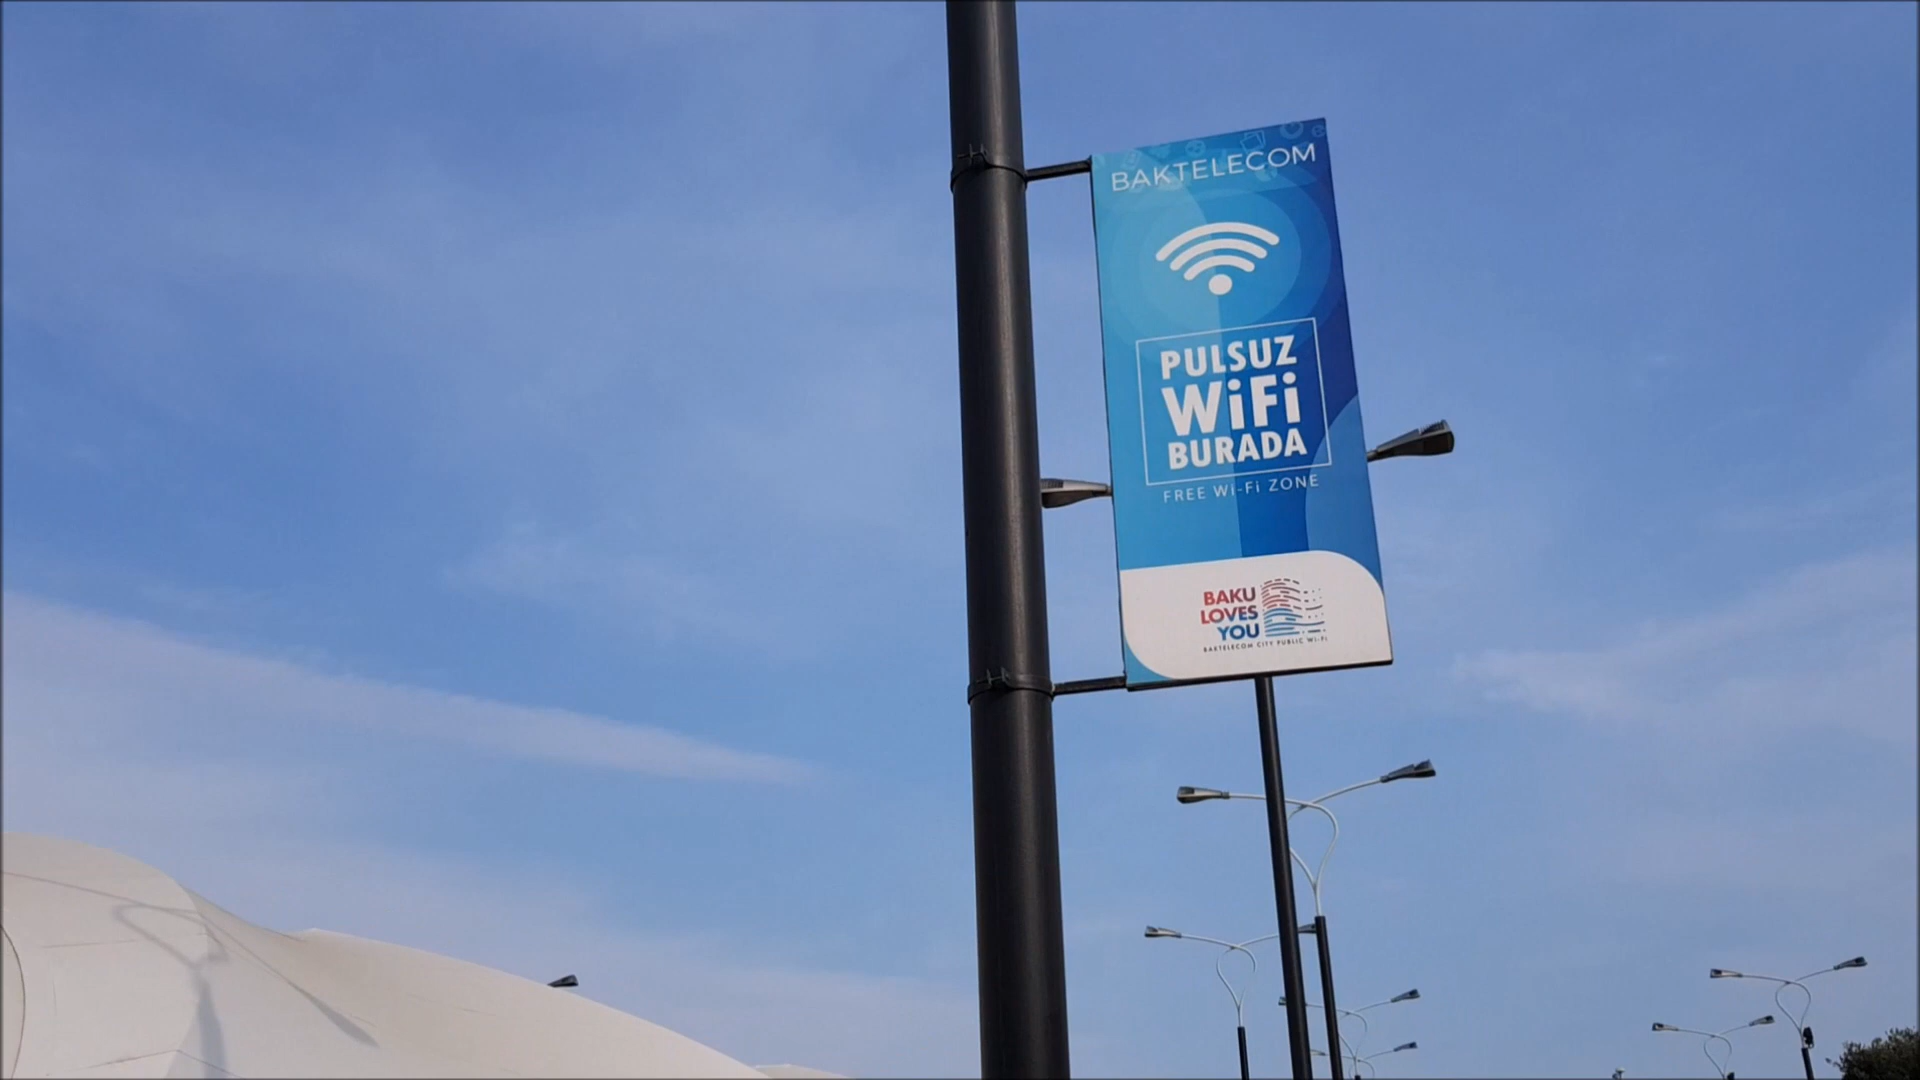 BAKTELECOM
PULSUZ
WiFi
BURADA
FREE Wi-Fi ZONE
BAKU
LOVES
YOU
BAKTELECOM CITY PUBLIC Wi-Fi